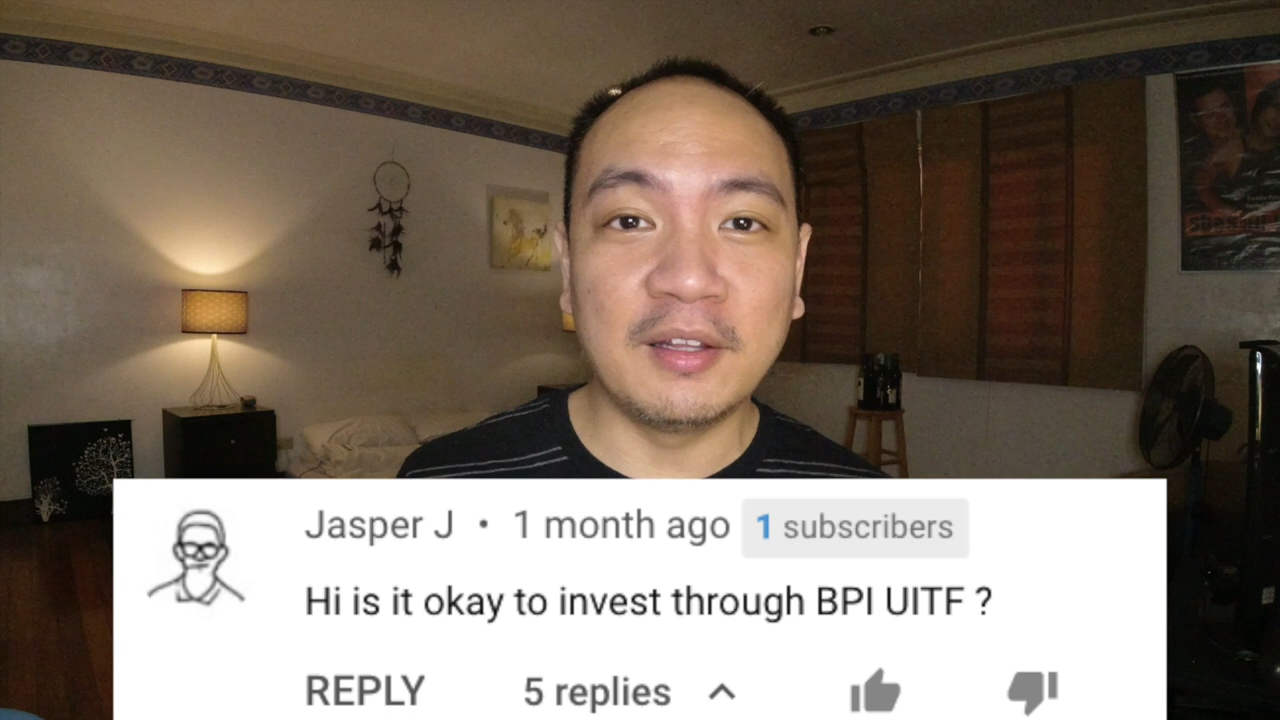 Jasper J • 1 month ago 1 subscribers
Hi is it okay to invest through BPI UITF ?
REPLY 5 replies